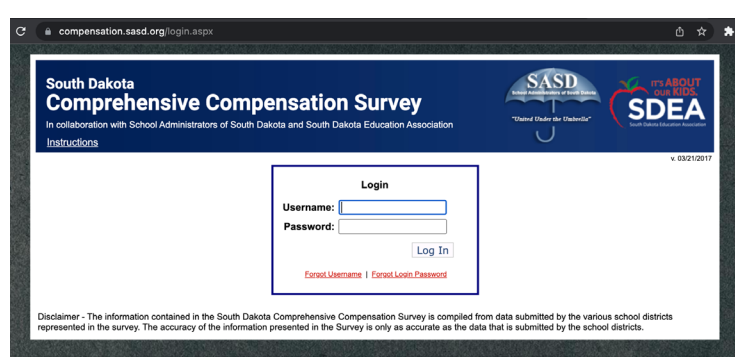 compensation.sasd.org/login.aspx
South Dakota
Comprehensive Compensation Survey
In collaboration with School Administrators of South Dakota and South Dakota Education Association
Instructions
SASD
School Administrators of South Dakota
"United Under the Umbrella"
IT'S ABOUT
OUR KIDS.
SDEA
South Dakota Education Association
v. 03/21/2017
Login
Username:
Password:
Log In
Forgot Username | Forgot Login Password
Disclaimer - The information contained in the South Dakota Comprehensive Compensation Survey is compiled from data submitted by the various school districts
represented in the survey. The accuracy of the information presented in the Survey is only as accurate as the data that is submitted by the school districts.